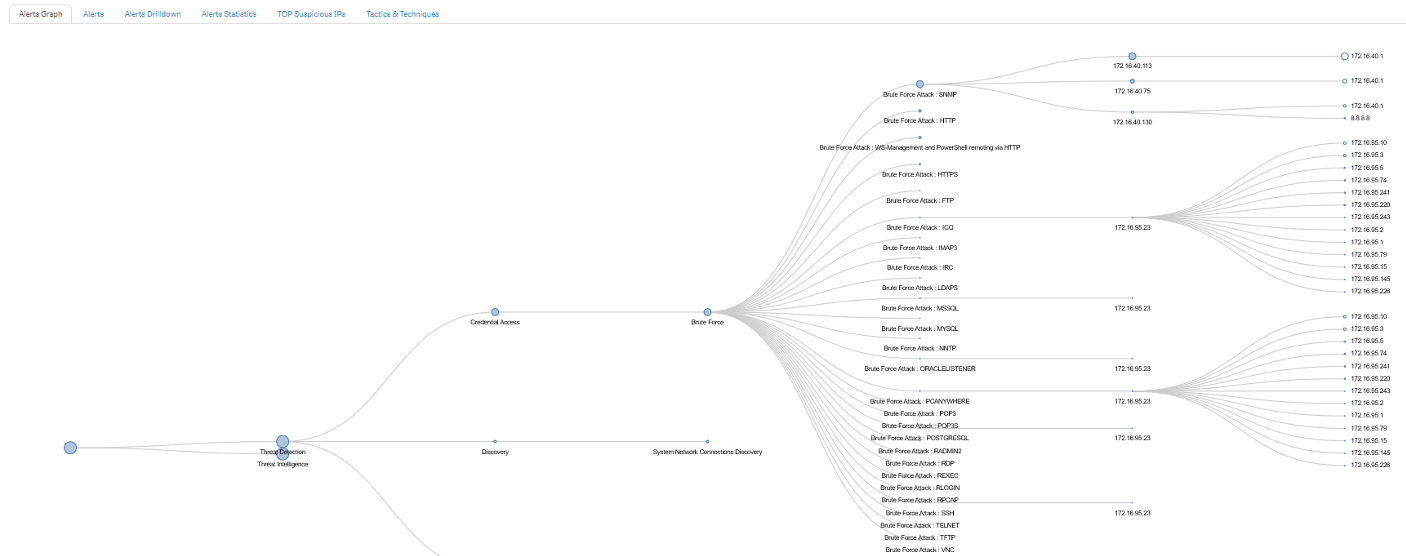 Alerts Graph Alerts Alerts Drilldown Alerts Statistics TOP Suspicious IPs Tactics & Techniques
Threat Detection
Threat Intelligence
Credential Access
Discovery
Brute Force
System Network Connections Discovery
Brute Force Attack : SNMP
Brute Force Attack : HTTP
Brute Force Attack : WS-Management and PowerShell remoting via HTTP
Brute Force Attack : HTTPS
Brute Force Attack : FTP
Brute Force Attack : ICQ
Brute Force Attack : IMAP3
Brute Force Attack : IRC
Brute Force Attack : LDAPS
Brute Force Attack : MSSQL
Brute Force Attack : MYSQL
Brute Force Attack : NNTP
Brute Force Attack : ORACLELISTENER
Brute Force Attack : PCANYWHERE
Brute Force Attack : POP3
Brute Force Attack : POP3S
Brute Force Attack : POSTGRESQL
Brute Force Attack : RADMIN2
Brute Force Attack : RDP
Brute Force Attack : REXEC
Brute Force Attack : RLOGIN
Brute Force Attack : RPCAP
Brute Force Attack : SSH
Brute Force Attack : TELNET
Brute Force Attack : TFTP
Brute Force Attack : VNC
172.16.40.113
172.16.40.75
172.16.40.130
172.16.95.23
172.16.95.23
172.16.95.23
172.16.95.23
172.16.95.23
172.16.95.23
172.16.40.1
172.16.40.1
172.16.40.1
8.8.8.8
172.16.95.10
172.16.95.3
172.16.95.5
172.16.95.74
172.16.95.241
172.16.95.220
172.16.95.243
172.16.95.2
172.16.95.1
172.16.95.79
172.16.95.15
172.16.95.145
172.16.95.226
172.16.95.10
172.16.95.3
172.16.95.5
172.16.95.74
172.16.95.241
172.16.95.220
172.16.95.243
172.16.95.2
172.16.95.1
172.16.95.79
172.16.95.15
172.16.95.145
172.16.95.226